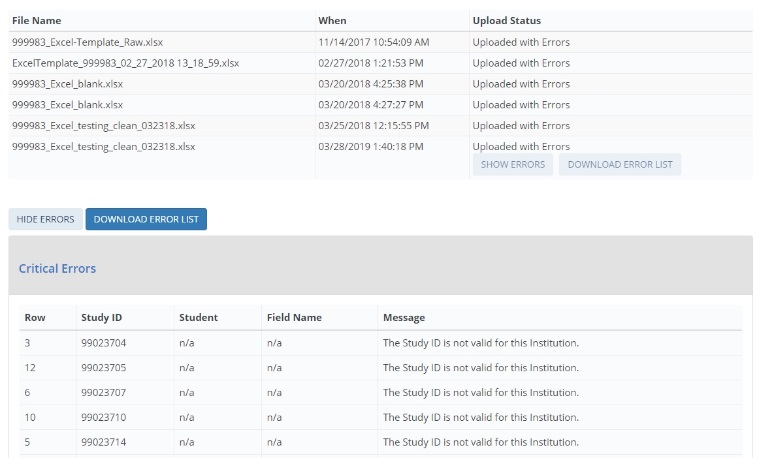 File Name When Upload Status
999983_Excel-Template_Raw.xlsx 11/14/2017 10:54:09 AM Uploaded with Errors
ExcelTemplate_999983_02_27_2018 13_18_59.xlsx 02/27/2018 1:21:53 PM Uploaded with Errors
999983_Excel_blank.xlsx 03/20/2018 4:25:38 PM Uploaded with Errors
999983_Excel_blank.xlsx 03/20/2018 4:27:27 PM Uploaded with Errors
999983_Excel_testing_clean_032318.xlsx 03/25/2018 12:15:55 PM Uploaded with Errors
999983_Excel_testing_clean_032318.xlsx 03/28/2019 1:40:18 PM Uploaded with Errors
SHOW ERRORS DOWNLOAD ERROR LIST
HIDE ERRORS DOWNLOAD ERROR LIST
Critical Errors
Row Study ID Student Field Name Message
3 99023704 n/a n/a The Study ID is not valid for this Institution.
12 99023705 n/a n/a The Study ID is not valid for this Institution.
6 99023707 n/a n/a The Study ID is not valid for this Institution.
10 99023710 n/a n/a The Study ID is not valid for this Institution.
5 99023714 n/a n/a The Study ID is not valid for this Institution.